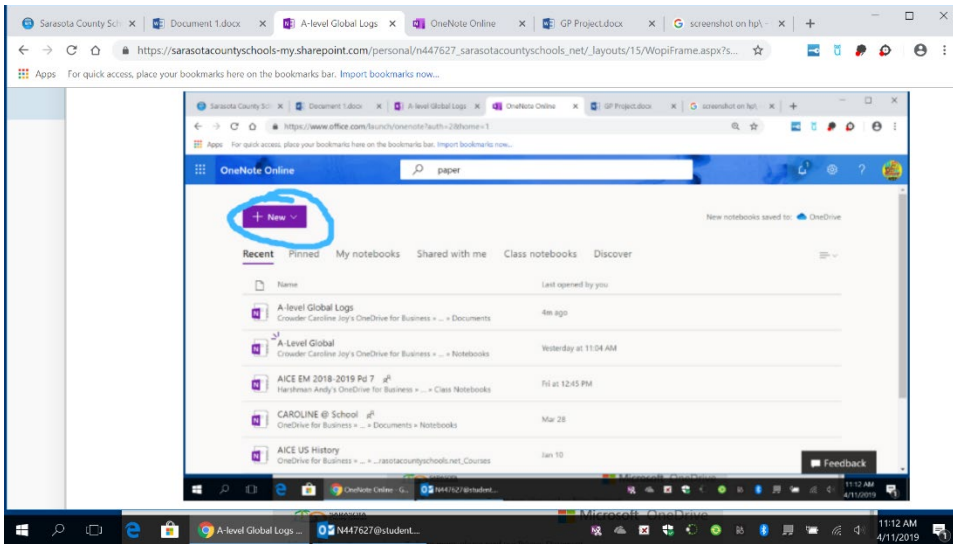 Sarasota County Sch
Document 1.docx
A-level Global Logs
OneNote Online
GP Project.docx
screenshot on hp\ -
https://sarasotacountyschools-my.sharepoint.com/personal/n447627_sarasotacountyschools_net/_layouts/15/WopiFrame.aspx?s...
Apps For quick access, place your bookmarks here on the bookmarks bar. Import bookmarks now...
Sarasota County Sch
Document 1.docx
A-level Global Logs
OneNote Online
GP Project.docx
screenshot on hp\ -
https://www.office.com/launch/onenote?auth=2&home=1
Apps For quick access, place your bookmarks here on the bookmarks bar. Import bookmarks now...
OneNote Online
paper
?
+ New
New notebooks saved to: OneDrive
Recent Pinned My notebooks Shared with me Class notebooks Discover
Name Last opened by you
A-level Global Logs
Crowder Caroline Joy's OneDrive for Business » ... » Documents
4m ago
A-Level Global
Crowder Caroline Joy's OneDrive for Business » ... » Notebooks
Yesterday at 11:04 AM
AICE EM 2018-2019 Pd 7
Harshman Andy's OneDrive for Business » ... » Class Notebooks
Fri at 12:45 PM
CAROLINE @ School
OneDrive for Business » ... » Documents » Notebooks
Mar 28
AICE US History
OneDrive for Business » ... » ...rasotacountyschools.net_Courses
Jan 10
Feedback
OneNote Online - G...
N447627@student...
11:12 AM
4/11/2019
Microsoft OneDrive
A-level Global Logs ...
N447627@student...
11:12 AM
4/11/2019